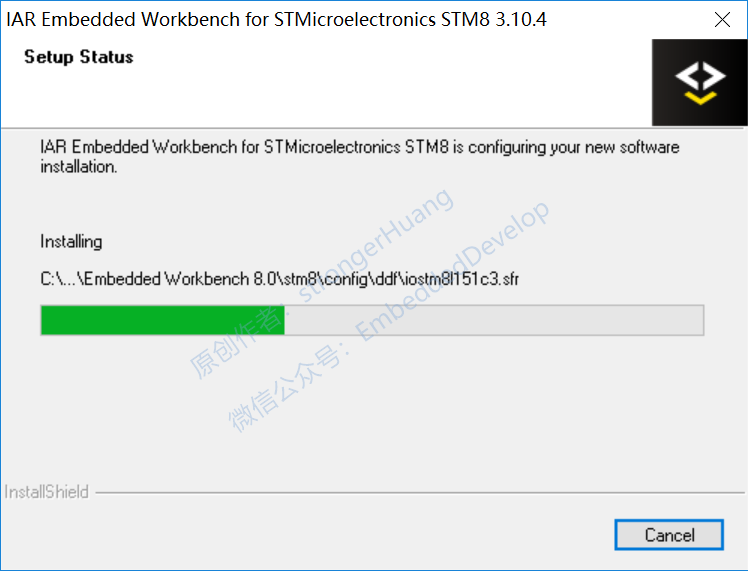 IAR Embedded Workbench for STMicroelectronics STM8 3.10.4
Setup Status
IAR Embedded Workbench for STMicroelectronics STM8 is configuring your new software
installation.
Installing
C:\...\Embedded Workbench 8.0\stm8\config\ddf\iostm8l151c3.sfr
原创作者：strongerHuang
微信公众号：EmbeddedDevelop
InstallShield
Cancel